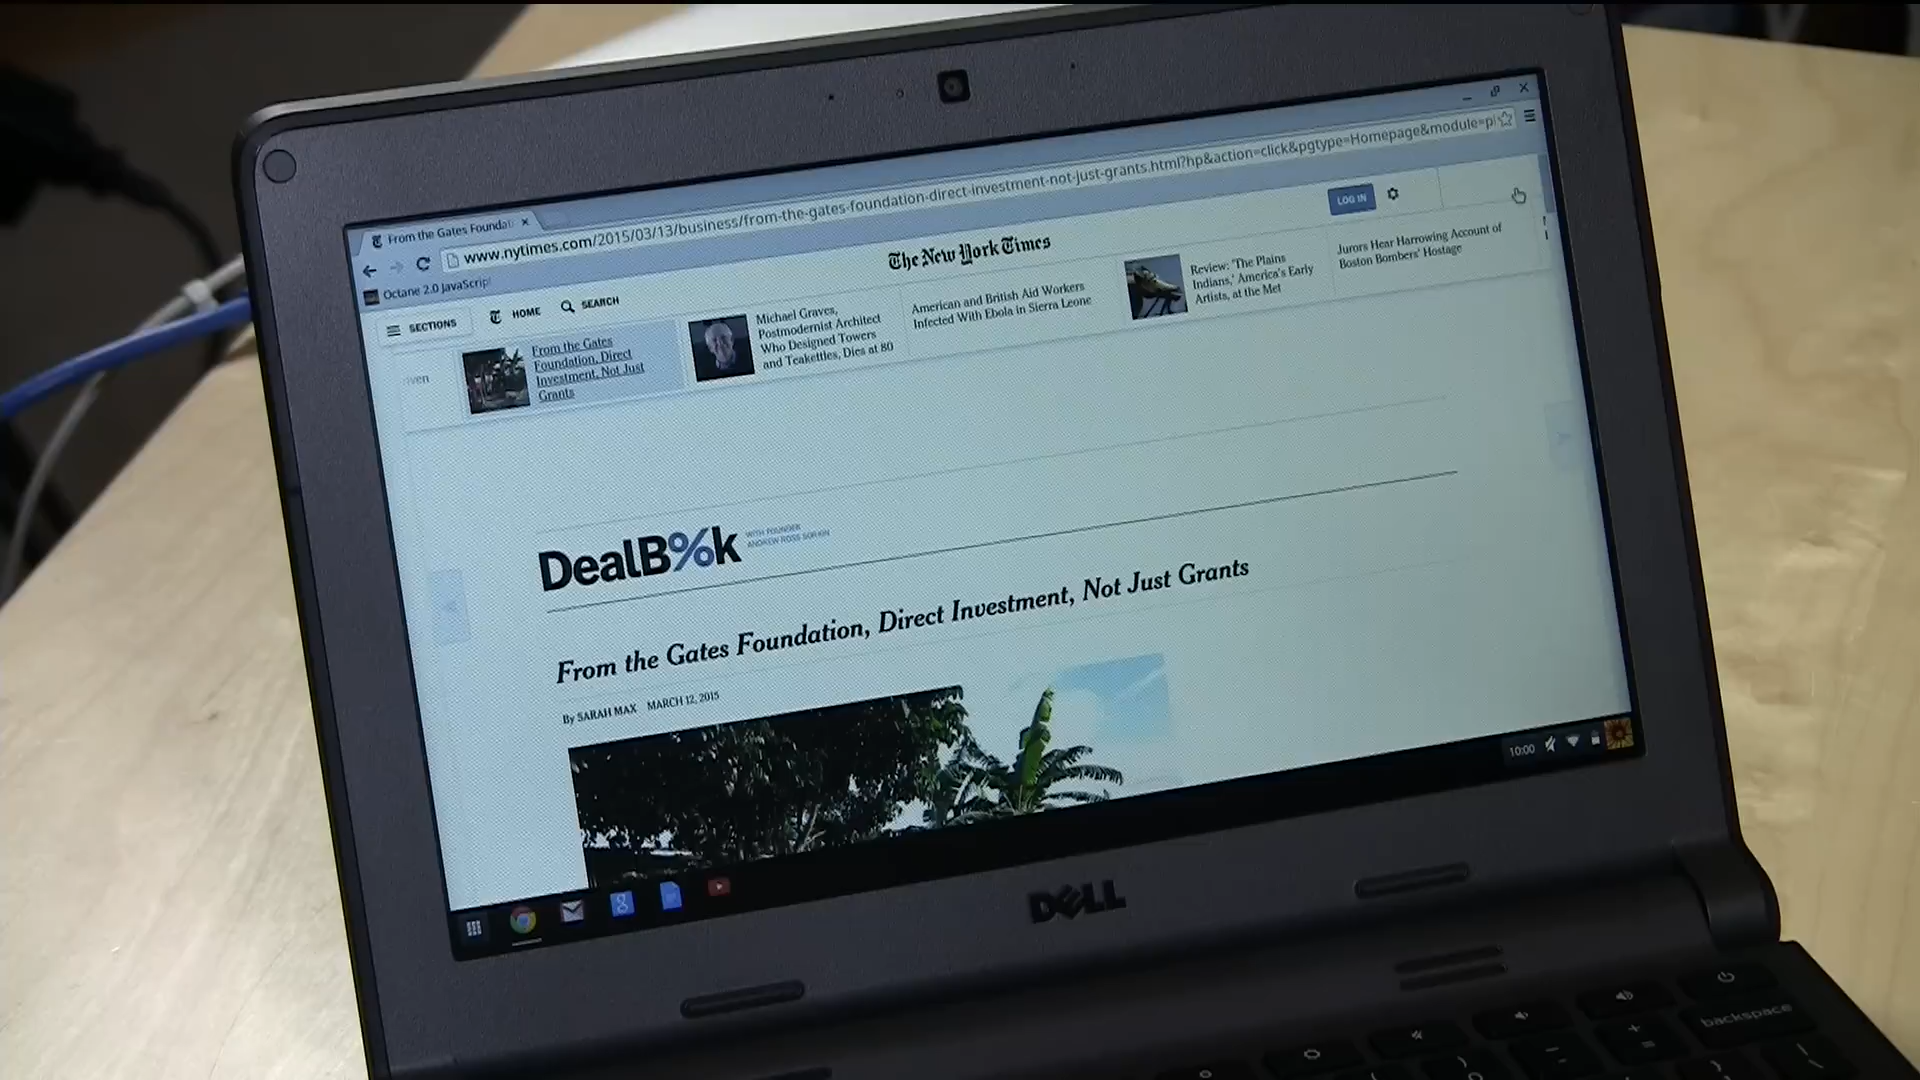 From the Gates Foundat
www.nytimes.com/2015/03/13/business/from-the-gates-foundation-direct-investment-not-just-grants.html?hp&action=click&pgtype=Homepage&module=p
Octane 2.0 JavaScrip
SECTIONS
HOME
SEARCH
The New York Times
LOG IN
From the Gates
Foundation, Direct
Investment, Not Just
Grants
Michael Graves,
Postmodernist Architect
Who Designed Towers
and Teakettles, Dies at 80
American and British Aid Workers
Infected With Ebola in Sierra Leone
Review: 'The Plains
Indians,' America's Early
Artists, at the Met
Jurors Hear Harrowing Account of
Boston Bombers' Hostage
DealB%k
WITH FOUNDER
ANDREW ROSS SORKIN
From the Gates Foundation, Direct Investment, Not Just Grants
By SARAH MAX MARCH 12, 2015
10:00
DELL
backspace